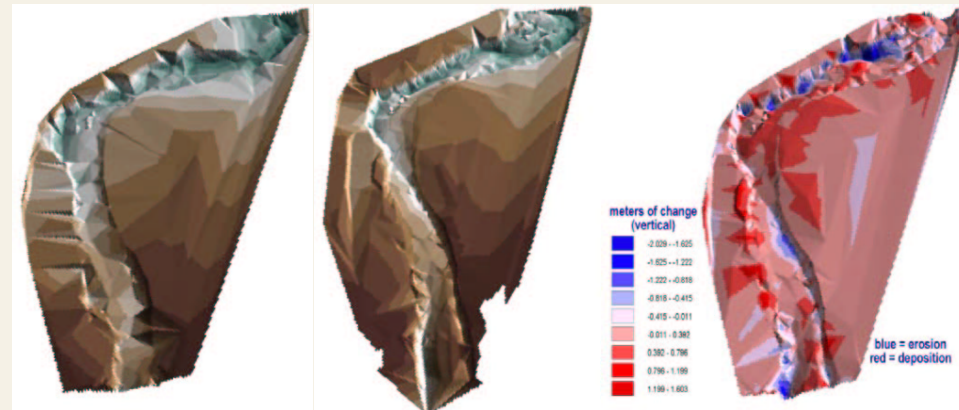 meters of change
(vertical)
-2.029 - -1.625
-1.625 - -1.222
-1.222 - -0.818
-0.818 - -0.415
-0.415 - -0.011
-0.011 - 0.392
0.392 - 0.796
0.796 - 1.199
1.199 - 1.603
blue = erosion
red = deposition